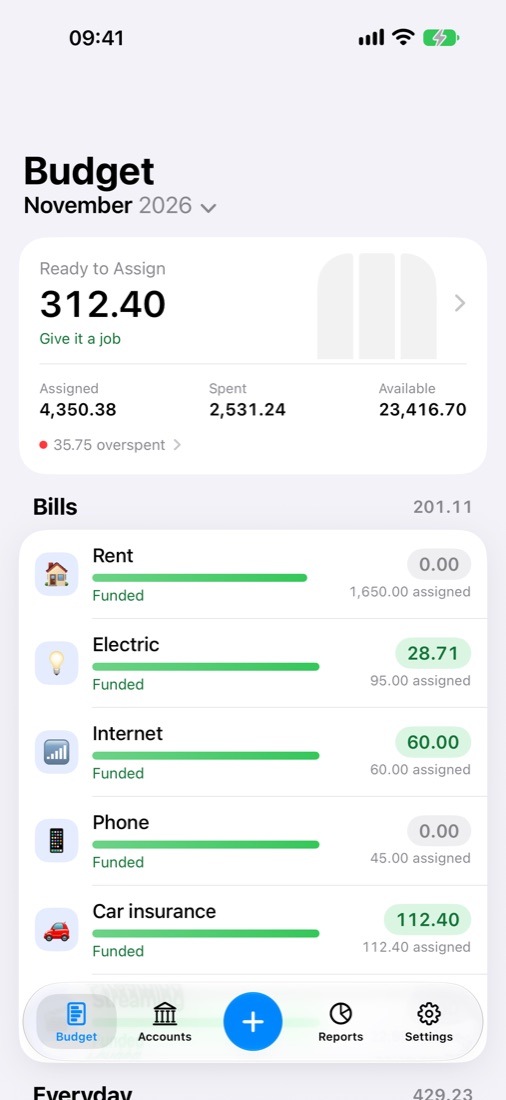 09:41
Budget
November 2026
Ready to Assign
312.40
Give it a job
Assigned Spent Available
4,350.38 2,531.24 23,416.70
35.75 overspent
Bills 201.11
Rent 0.00
Funded 1,650.00 assigned
Electric 28.71
Funded 95.00 assigned
Internet 60.00
Funded 60.00 assigned
Phone 0.00
Funded 45.00 assigned
Car insurance 112.40
Funded 112.40 assigned
Streaming
Budget Accounts Reports Settings
Everyday 429.23